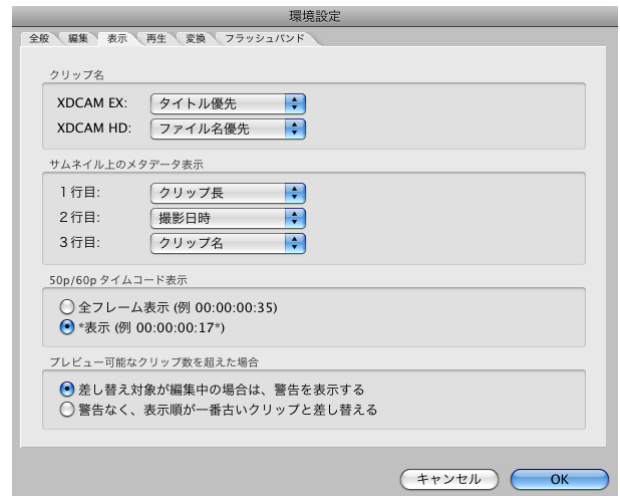 環境設定
全般 編集 表示 再生 変換 フラッシュバンド
クリップ名
XDCAM EX: タイトル優先
XDCAM HD: ファイル名優先
サムネイル上のメタデータ表示
1行目: クリップ長
2行目: 撮影日時
3行目: クリップ名
50p/60p タイムコード表示
全フレーム表示 (例 00:00:00:35)
*表示 (例 00:00:00:17*)
プレビュー可能なクリップ数を超えた場合
差し替え対象が編集中の場合は、警告を表示する
警告なく、表示順が一番古いクリップと差し替える
キャンセル OK